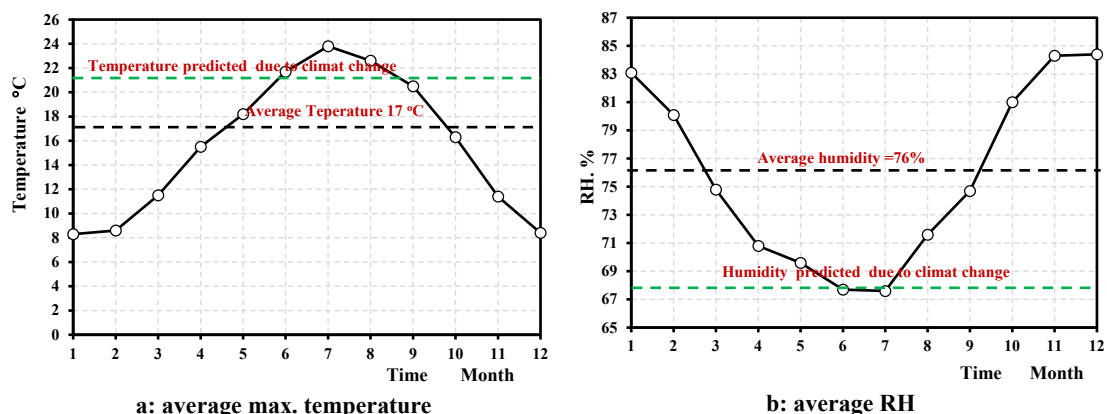 26
24
22
20
18
16
14
12
10
8
6
4
2
0
Temperature °C
Temperature predicted due to climat change
Average Teperature 17 °C
1 2 3 4 5 6 7 8 9 10 11 12
Time Month
a: average max. temperature
87
85
83
81
79
77
75
73
71
69
67
65
RH. %
Average humidity =76%
Humidity predicted due to climat change
1 2 3 4 5 6 7 8 9 10 11 12
Time Month
b: average RH